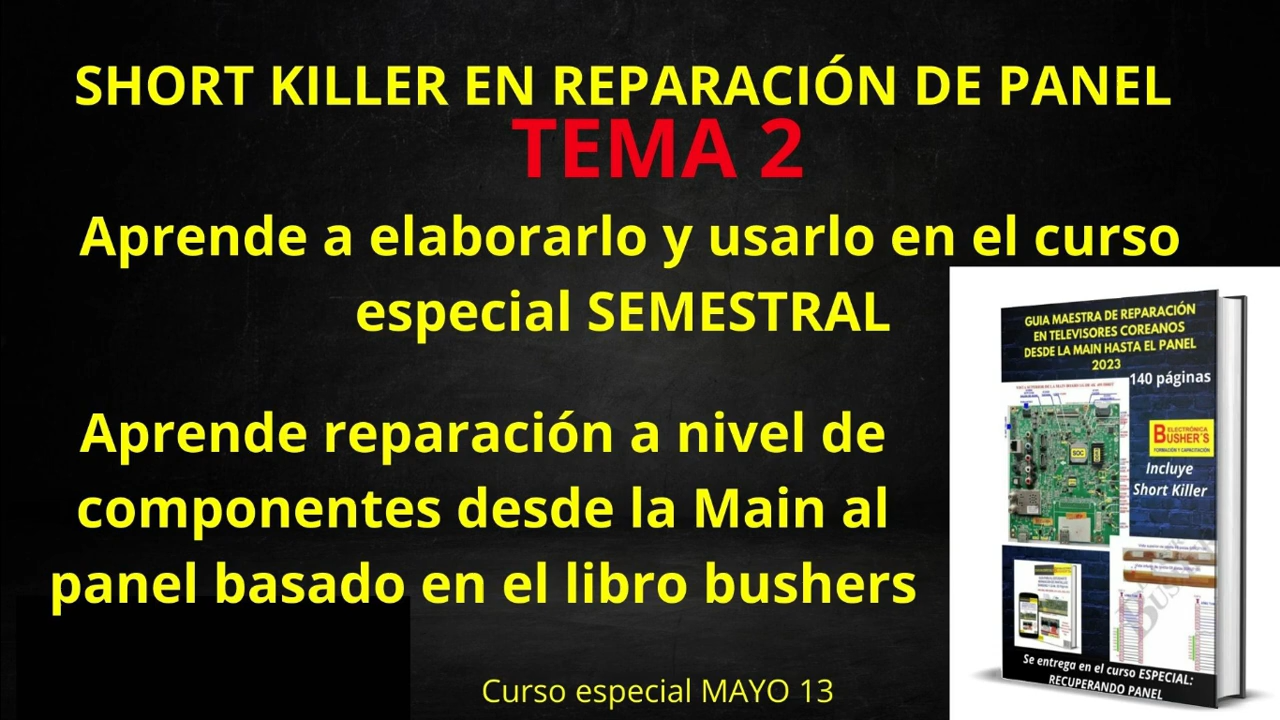 SHORT KILLER EN REPARACIÓN DE PANEL
TEMA 2
Aprende a elaborarlo y usarlo en el curso
especial SEMESTRAL
Aprende reparación a nivel de
componentes desde la Main al
panel basado en el libro bushers
Curso especial MAYO 13
GUIA MAESTRA DE REPARACIÓN
EN TELEVISORES COREANOS
DESDE LA MAIN HASTA EL PANEL
2023
140 páginas
ELECTRÓNICA
BUSHER´S
FORMACIÓN Y CAPACITACIÓN
Incluye
Short Killer
SOC
Se entrega en el curso ESPECIAL:
RECUPERANDO PANEL